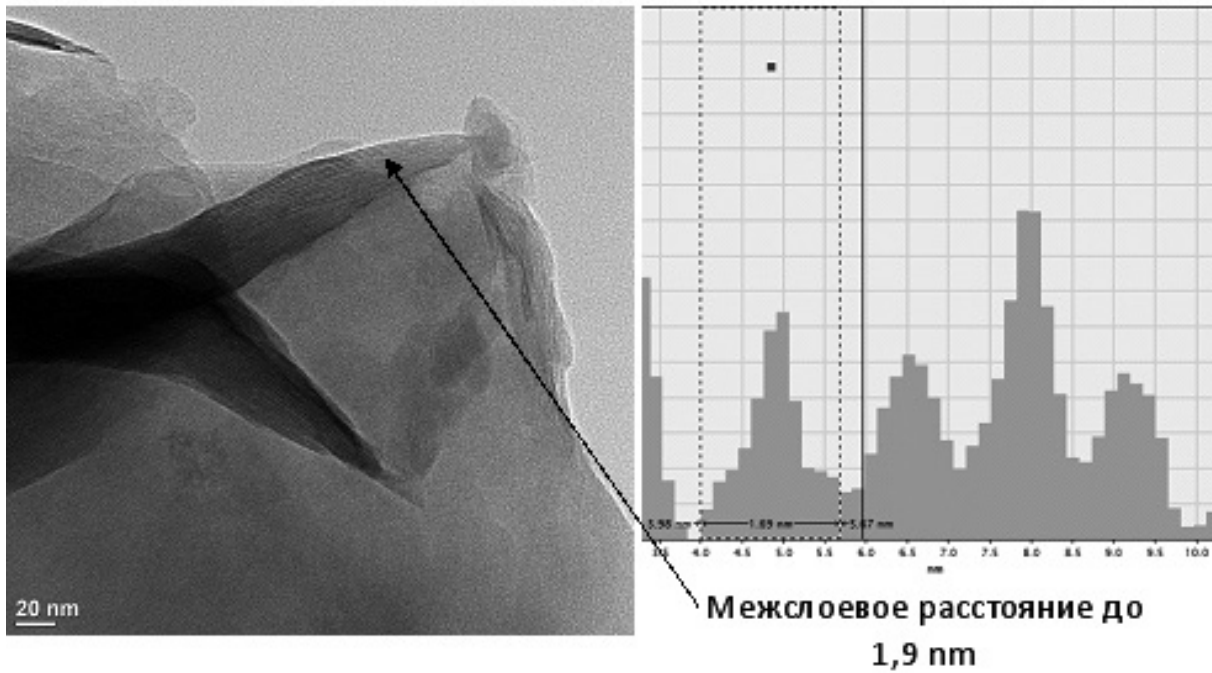 20 nm
3.98 nm 1.69 nm 5.67 nm
3.5 4.0 4.5 5.0 5.5 6.0 6.5 7.0 7.5 8.0 8.5 9.0 9.5 10.0
nm
Межслоевое расстояние до
1,9 nm